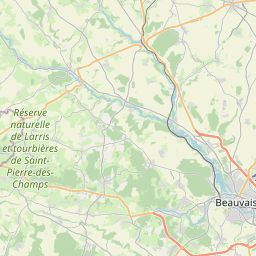 Réserve
naturelle
de Larris
et tourbières
de Saint-
Pierre-des-
Champs
Beauvais